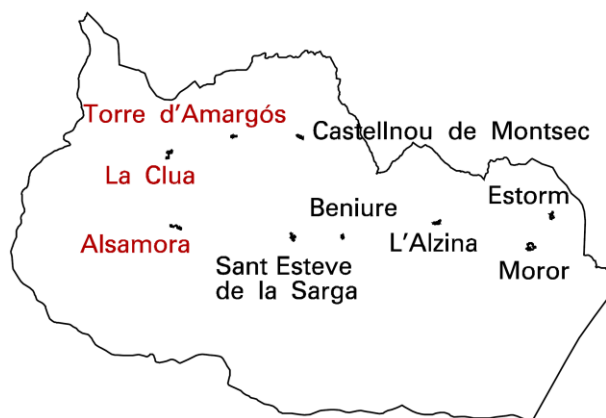 Torre d'Amargós
Castellnou de Montsec
La Clua
Estorm
Beniure
Alsamora
L'Alzina
Sant Esteve
de la Sarga
Moror